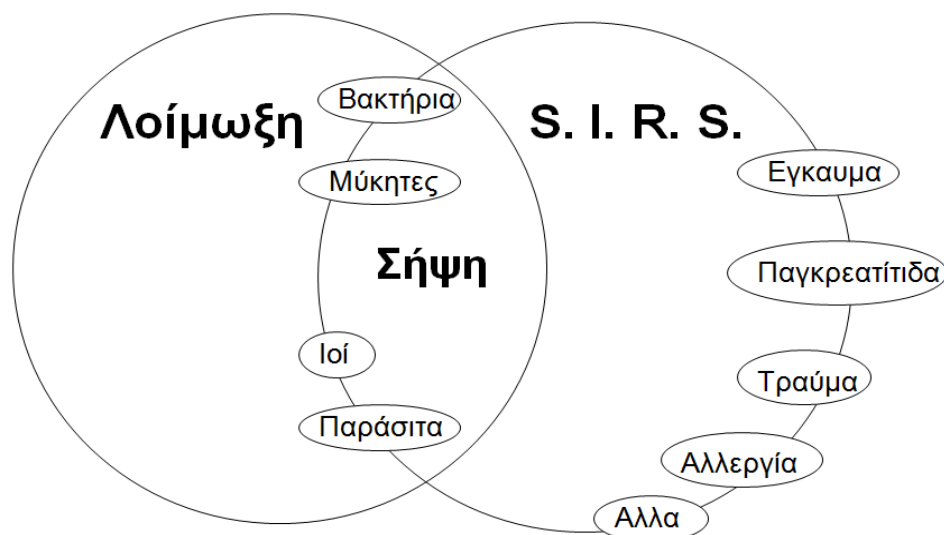 Βακτήρια
Λοίμωξη
S. I. R. S.
Εγκαυμα
Μύκητες
Σήψη
Παγκρεατίτιδα
Ιοί
Τραύμα
Παράσιτα
Αλλεργία
Αλλα